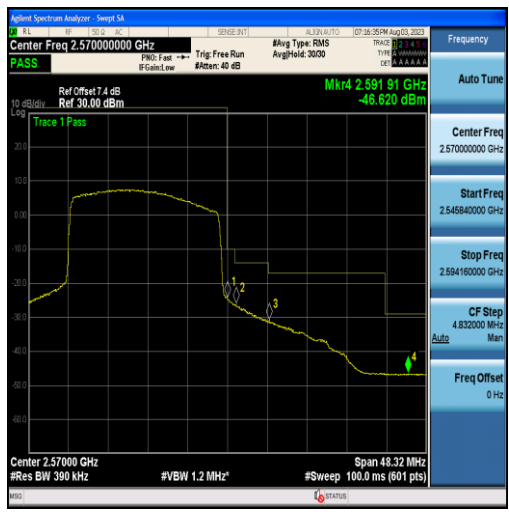 Agilent Spectrum Analyzer - Swept SA
RL RF 50 Ω AC SENSE:INT ALIGNAUTO 07:16:35PM Aug 03, 2023
Center Freq 2.570000000 GHz #Avg Type: RMS TRACE 1 2 3 4 5 6
PASS PNO: Fast Trig: Free Run Avg|Hold: 30/30 TYPE A
IFGain:Low #Atten: 40 dB DET A A A A A A
Ref Offset 7.4 dB Mkr4 2.591 91 GHz
10 dB/div Ref 30.00 dBm -46.620 dBm
Log
Trace 1 Pass
20.0
10.0
0.00
-10.0
-20.0
-30.0
-40.0
-50.0
-60.0
1
2
3
4
Center 2.57000 GHz Span 48.32 MHz
#Res BW 390 kHz #VBW 1.2 MHz* #Sweep 100.0 ms (601 pts)
MSG STATUS
Frequency
Auto Tune
Center Freq
2.570000000 GHz
Start Freq
2.545840000 GHz
Stop Freq
2.594160000 GHz
CF Step
4.832000 MHz
Auto Man
Freq Offset
0 Hz